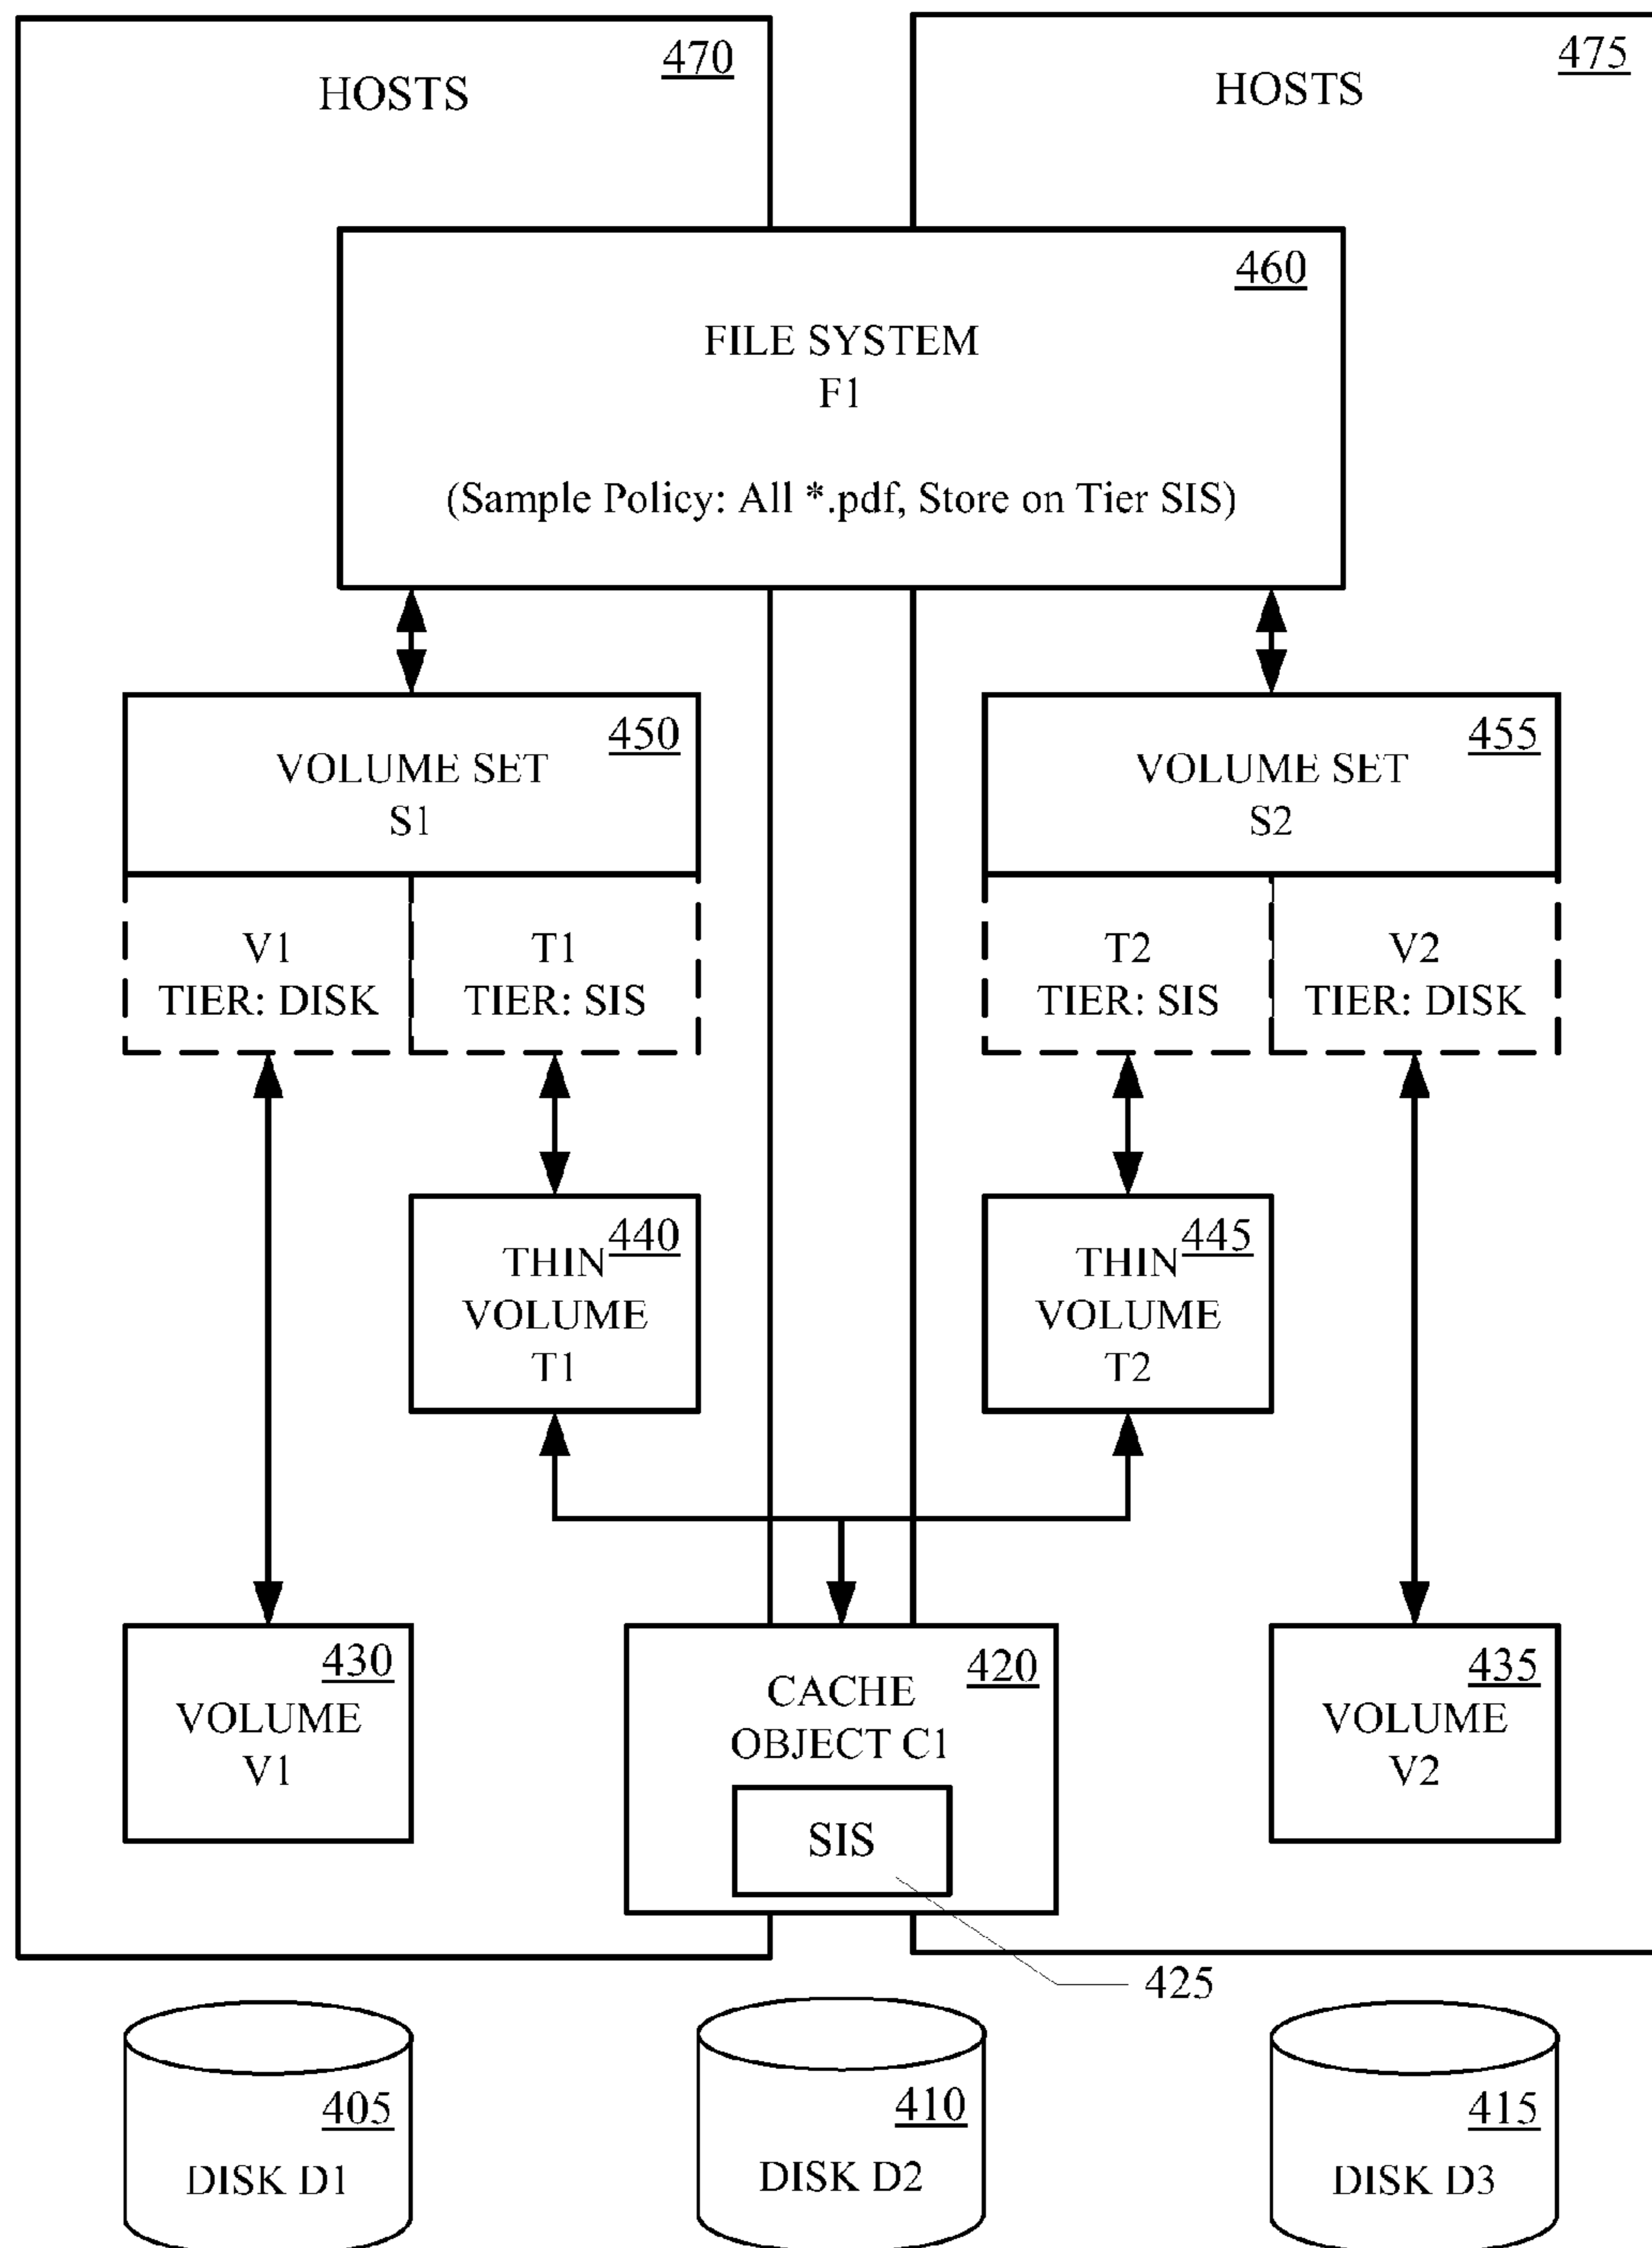 470
HOSTS
475
HOSTS
460
FILE SYSTEM
F1
(Sample Policy: All *.pdf, Store on Tier SIS)
450
VOLUME SET
S1
455
VOLUME SET
S2
V1
TIER: DISK
T1
TIER: SIS
T2
TIER: SIS
V2
TIER: DISK
440
THIN
VOLUME
T1
445
THIN
VOLUME
T2
430
VOLUME
V1
420
CACHE
OBJECT C1
SIS
435
VOLUME
V2
425
405
DISK D1
410
DISK D2
415
DISK D3